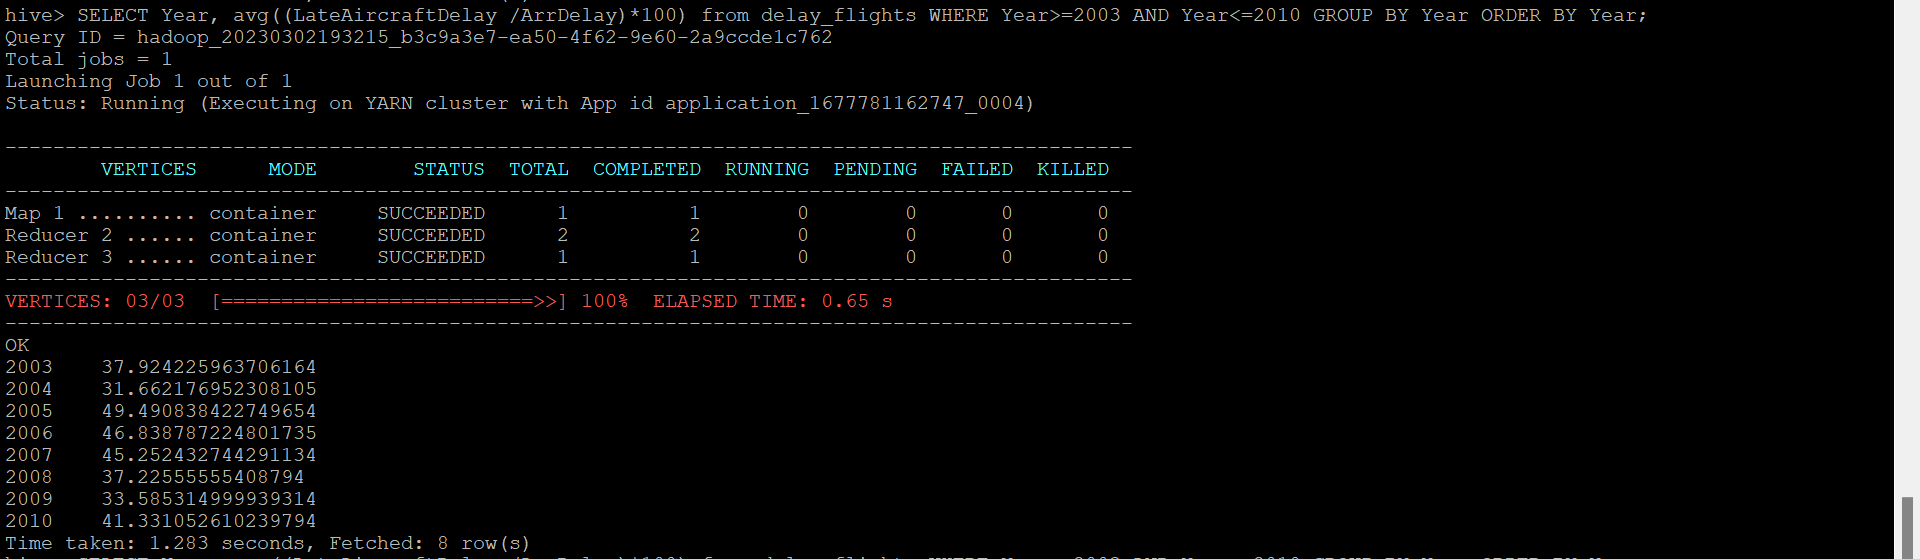 hive> SELECT Year, avg((LateAircraftDelay /ArrDelay)*100) from delay_flights WHERE Year>=2003 AND Year<=2010 GROUP BY Year ORDER BY Year;
Query ID = hadoop_20230302193215_b3c9a3e7-ea50-4f62-9e60-2a9ccde1c762
Total jobs = 1
Launching Job 1 out of 1
Status: Running (Executing on YARN cluster with App id application_1677781162747_0004)
----------------------------------------------------------------------------------------------
        VERTICES      MODE        STATUS  TOTAL  COMPLETED  RUNNING  PENDING  FAILED  KILLED
----------------------------------------------------------------------------------------------
Map 1 .......... container     SUCCEEDED      1          1        0        0       0       0
Reducer 2 ...... container     SUCCEEDED      2          2        0        0       0       0
Reducer 3 ...... container     SUCCEEDED      1          1        0        0       0       0
----------------------------------------------------------------------------------------------
VERTICES: 03/03  [==========================>>] 100%  ELAPSED TIME: 0.65 s
----------------------------------------------------------------------------------------------
OK
2003    37.924225963706164
2004    31.662176952308105
2005    49.490838422749654
2006    46.838787224801735
2007    45.252432744291134
2008    37.22555555408794
2009    33.585314999939314
2010    41.331052610239794
Time taken: 1.283 seconds, Fetched: 8 row(s)